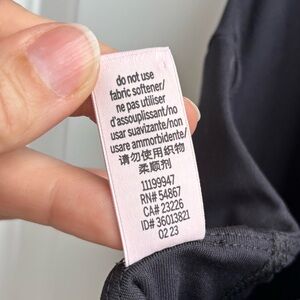 do not use
fabric softener/
ne pas utiliser
d'assouplissant/no
usar suavizante/non
usare ammorbidente/
请勿使用织物
柔顺剂
11199947
RN# 54867
CA# 23226
ID# 36013821
02 23